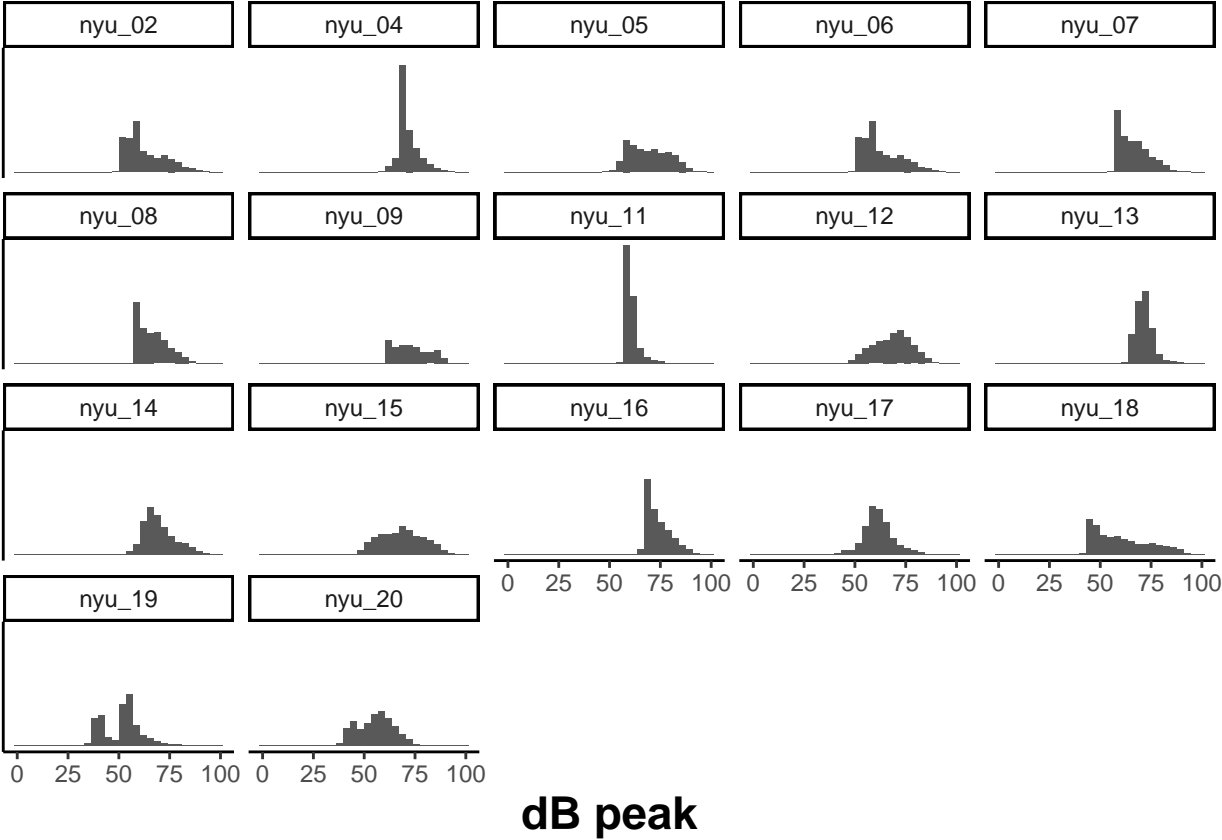 nyu_02 nyu_04 nyu_05 nyu_06 nyu_07
nyu_08 nyu_09 nyu_11 nyu_12 nyu_13
nyu_14 nyu_15 nyu_16 nyu_17 nyu_18
0 25 50 75 100 0 25 50 75 100 0 25 50 75 100
nyu_19 nyu_20
0 25 50 75 100 0 25 50 75 100
dB peak